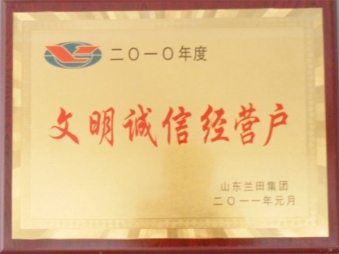 二〇一〇年度
文明诚信经营户
山东兰田集团
二〇一一年元月